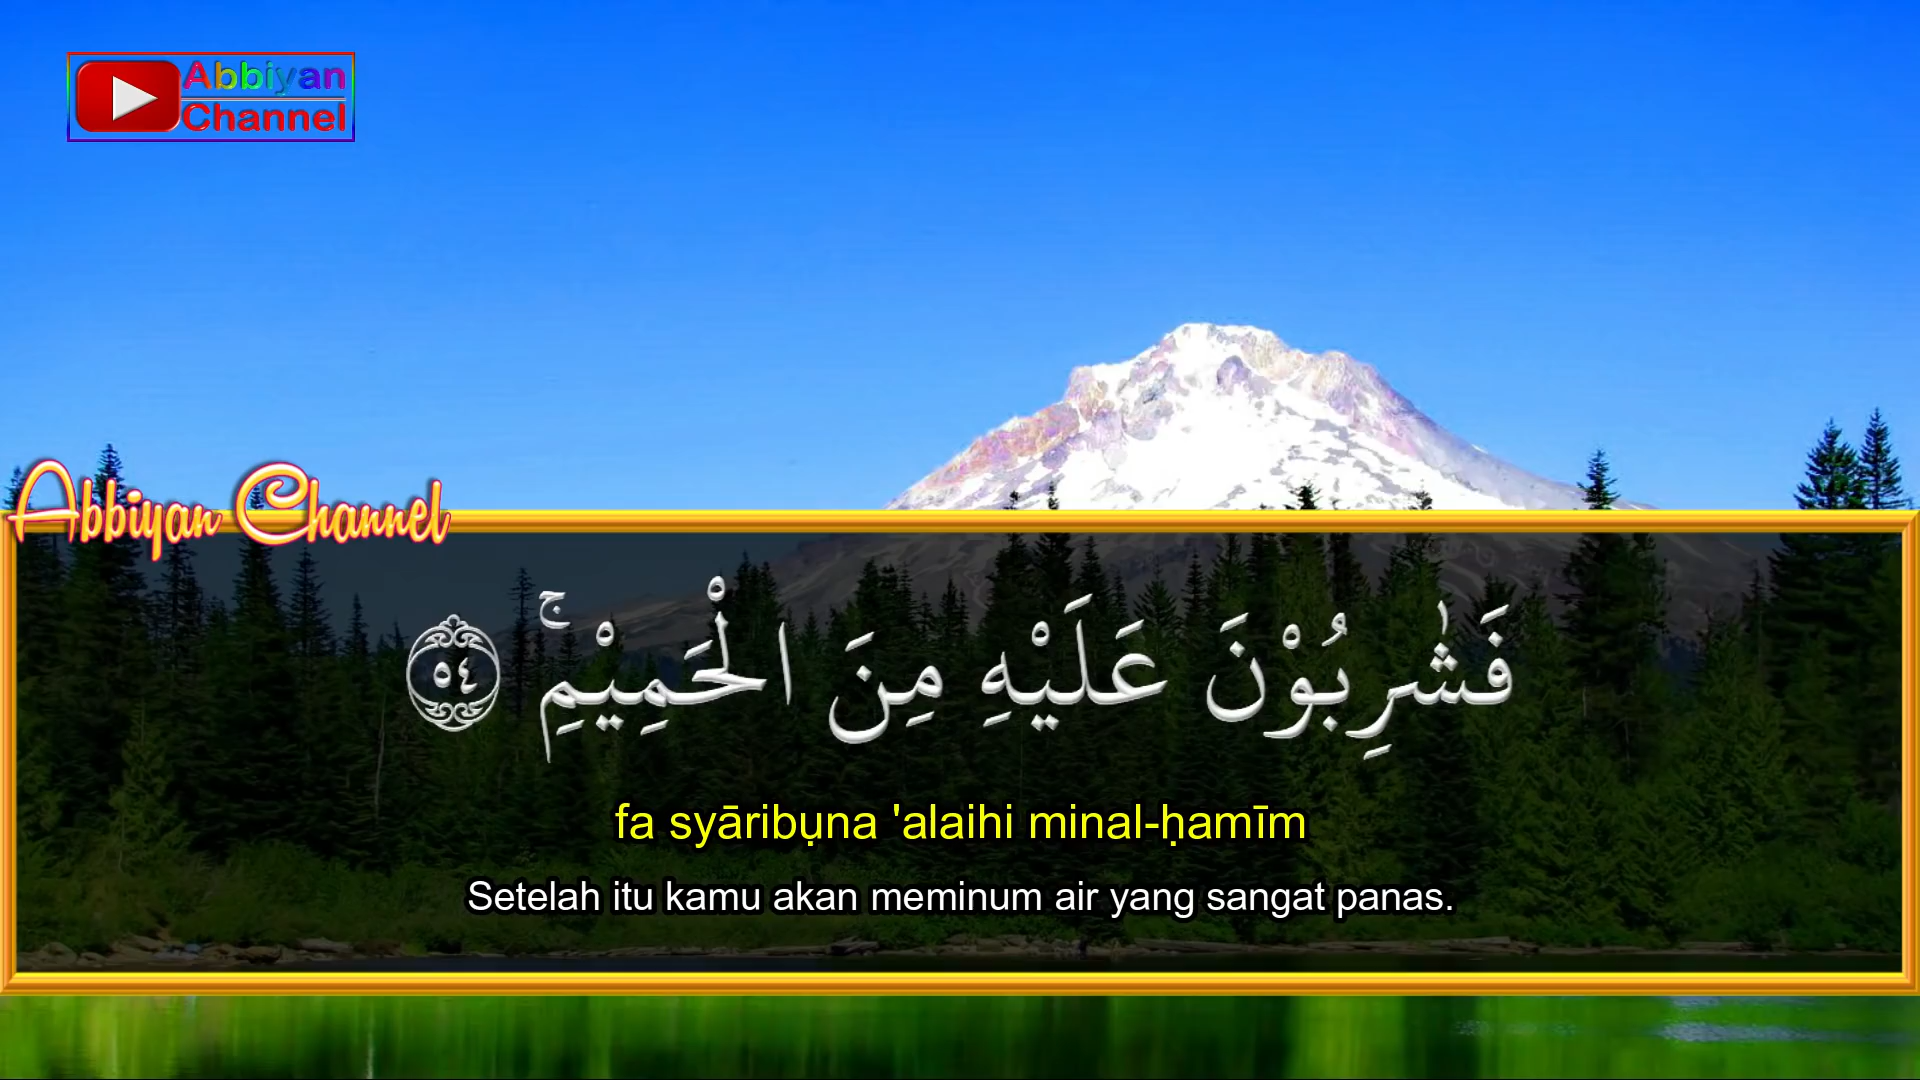 Abbiyan
Channel
Abbiyan Channel
فَشٰرِبُوْنَ عَلَيْهِ مِنَ الْحَمِيْمِۚ ٥٤
fa syāribụna 'alaihi minal-ḥamīm
Setelah itu kamu akan meminum air yang sangat panas.